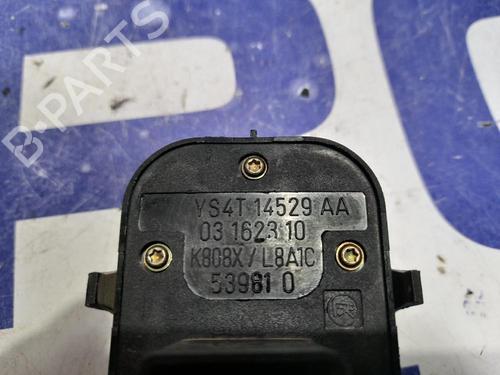 B-PARTS
YS4T 14529 AA
03 1623 10
K808X / L8A1C
53981 0